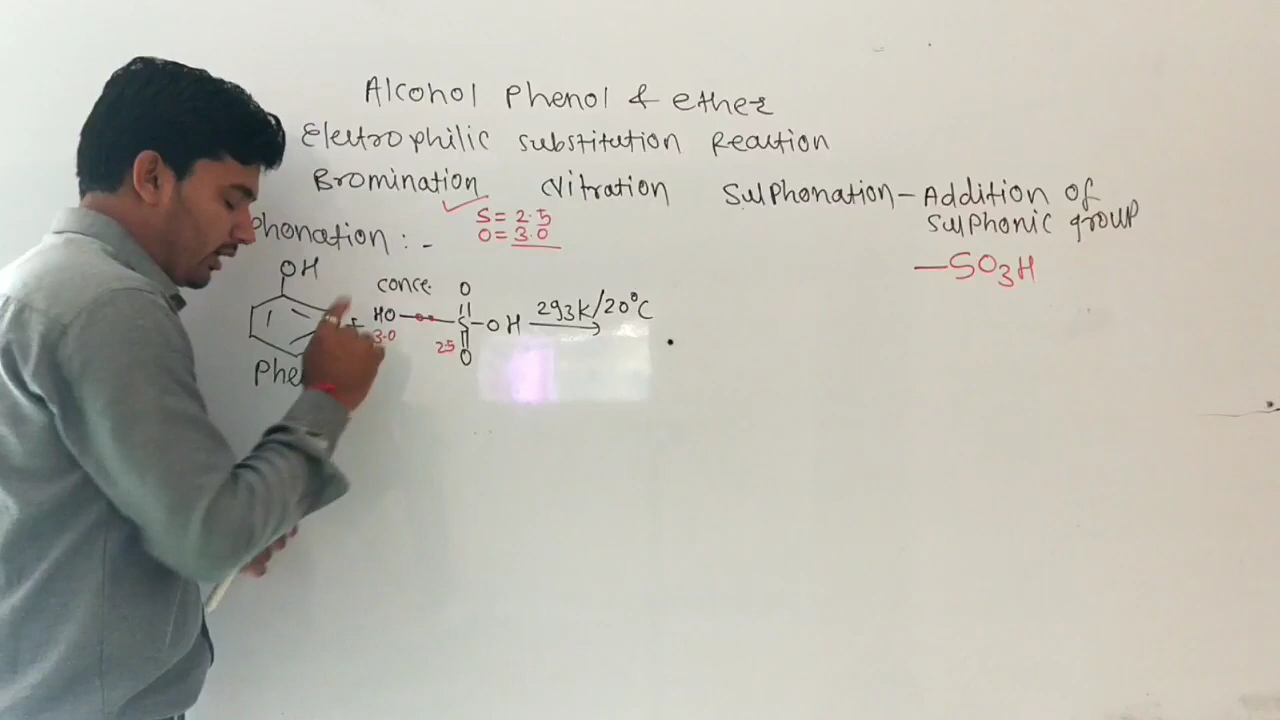 Alcohol Phenol & ether
Electrophilic substitution Reaction
Bromination Nitration Sulphonation - Addition of
sulphonic group
-SO3H
phonation : -
S = 2.5
O = 3.0
OH
conc.
O
+ HO S OH 293K/20°C
3.0 2.5
O
Phe